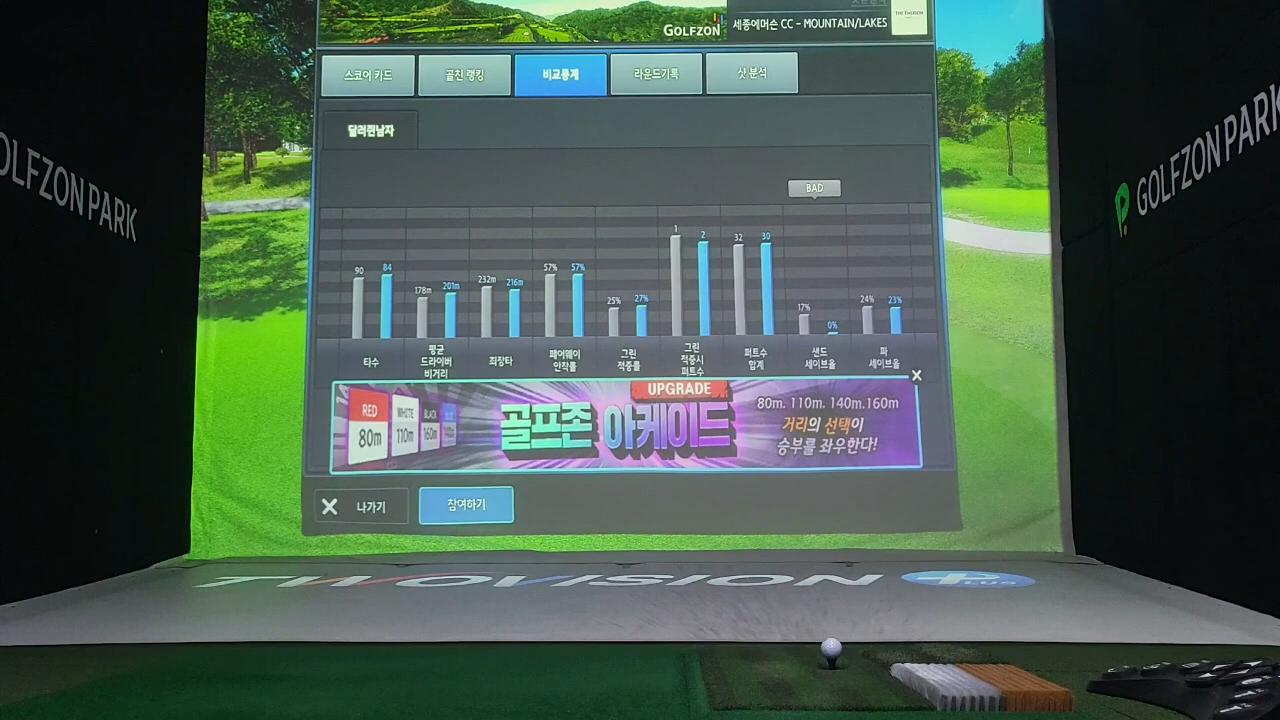 GOLFZON
세종에머슨 CC - MOUNTAIN/LAKES
스코어 카드
골친 랭킹
비교통계
라운드기록
샷 분석
달러쥔남자
BAD
90
84
178m
201m
232m
216m
57%
57%
25%
27%
1
2
32
30
17%
0%
24%
23%
타수
평균
드라이버
비거리
최장타
페어웨이
안착률
그린
적중률
그린
적중시
퍼트수
퍼트수
합계
샌드
세이브율
파
세이브율
RED
80m
WHITE
110m
BLACK
160m
UPGRADE
골프존 아케이드
80m. 110m. 140m.160m
거리의 선택이
승부를 좌우한다!
X 나가기
참여하기
OLFZON PARK
GOLFZON PARK
TWOVISION PLUS